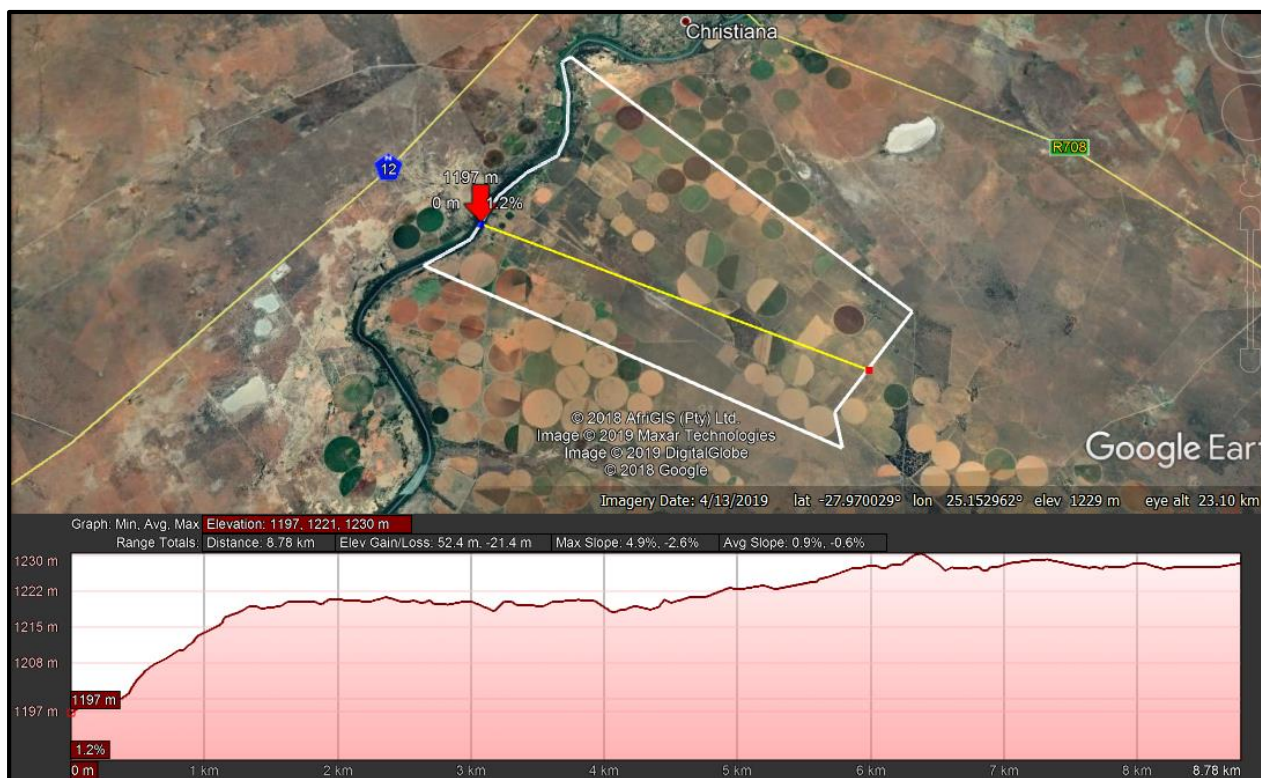 Christiana
N
12
R708
1197 m
0 m 1.2%
© 2018 AfriGIS (Pty) Ltd.
Image © 2019 Maxar Technologies
Image © 2019 DigitalGlobe
© 2018 Google
Google Eart
Imagery Date: 4/13/2019 lat -27.970029° lon 25.152962° elev 1229 m eye alt 23.10 km
Graph: Min, Avg, Max Elevation: 1197, 1221, 1230 m
Range Totals: Distance: 8.78 km Elev Gain/Loss: 52.4 m, -21.4 m Max Slope: 4.9%, -2.6% Avg Slope: 0.9%, -0.6%
1230 m
1222 m
1215 m
1208 m
1197 m
1197 m
1.2%
0 m 1 km 2 km 3 km 4 km 5 km 6 km 7 km 8 km 8.78 km